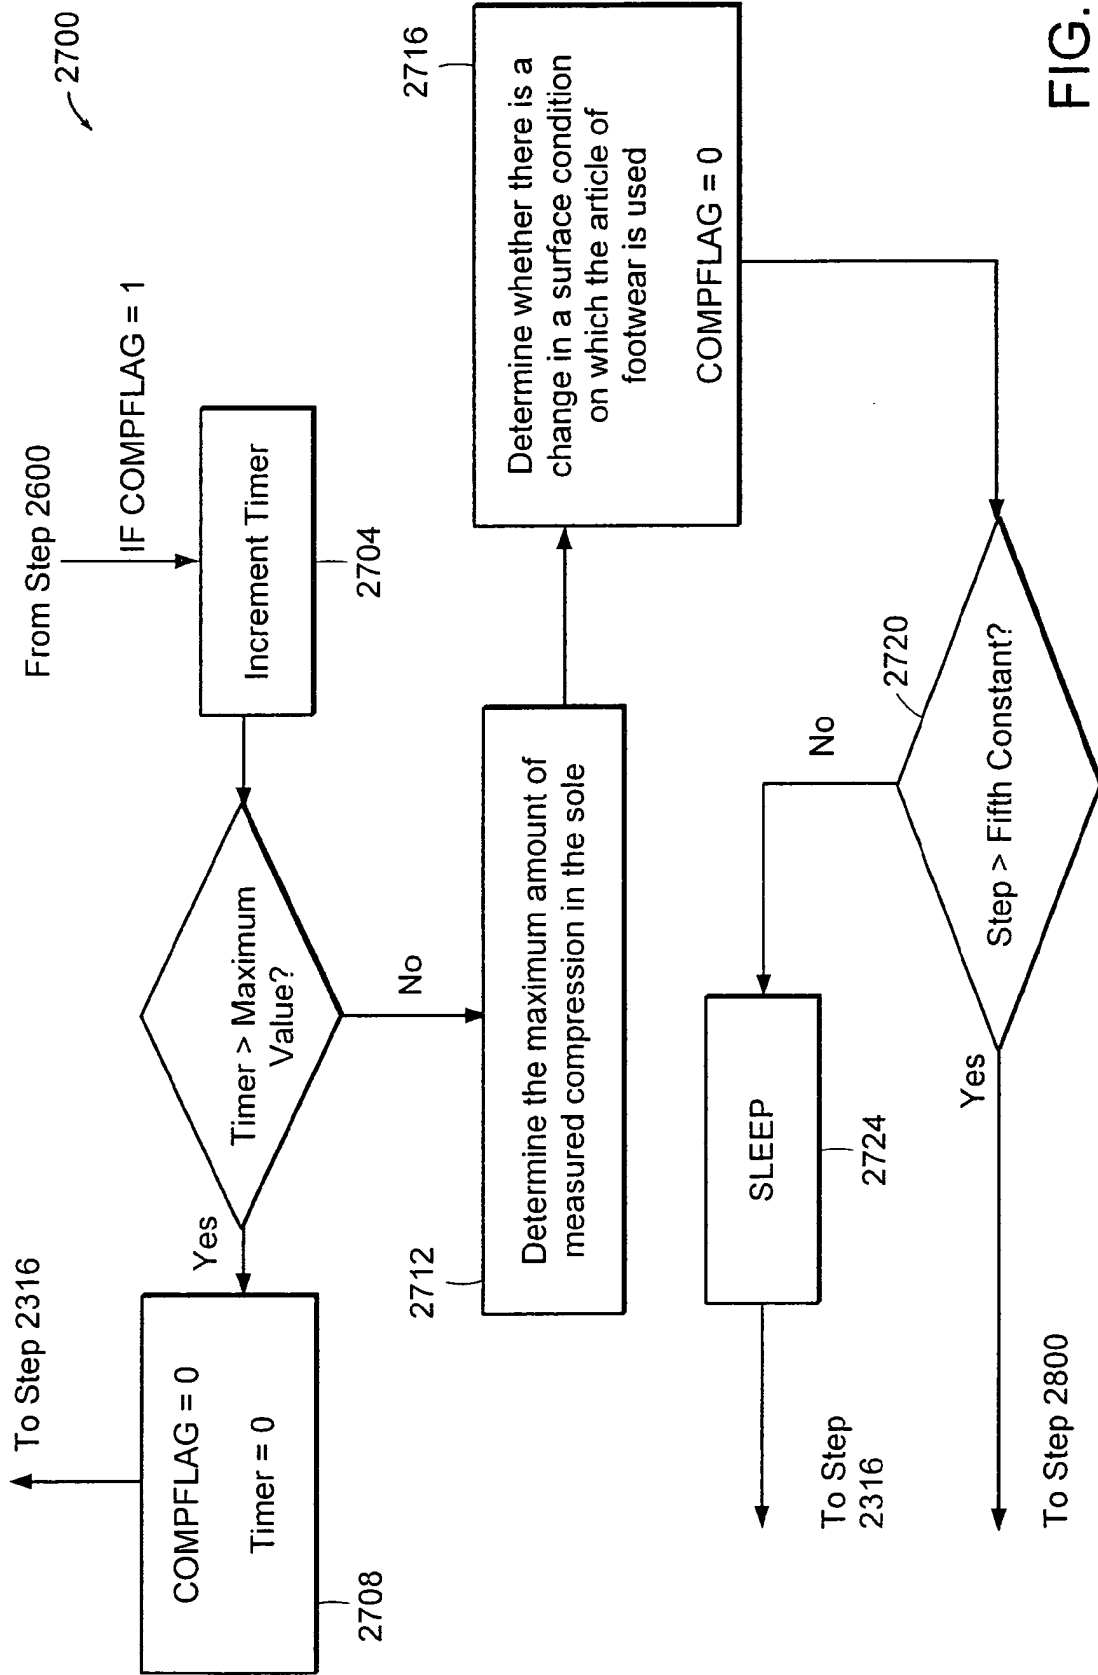 2700
From Step 2600
IF COMPFLAG = 1
Increment Timer
2704
Timer > Maximum
Value?
Yes
No
To Step 2316
COMPFLAG = 0
Timer = 0
2708
2712
Determine the maximum amount of
measured compression in the sole
2716
Determine whether there is a
change in a surface condition
on which the article of
footwear is used
COMPFLAG = 0
2720
Step > Fifth Constant?
No
Yes
SLEEP
2724
To Step
2316
To Step 2800
FIG.